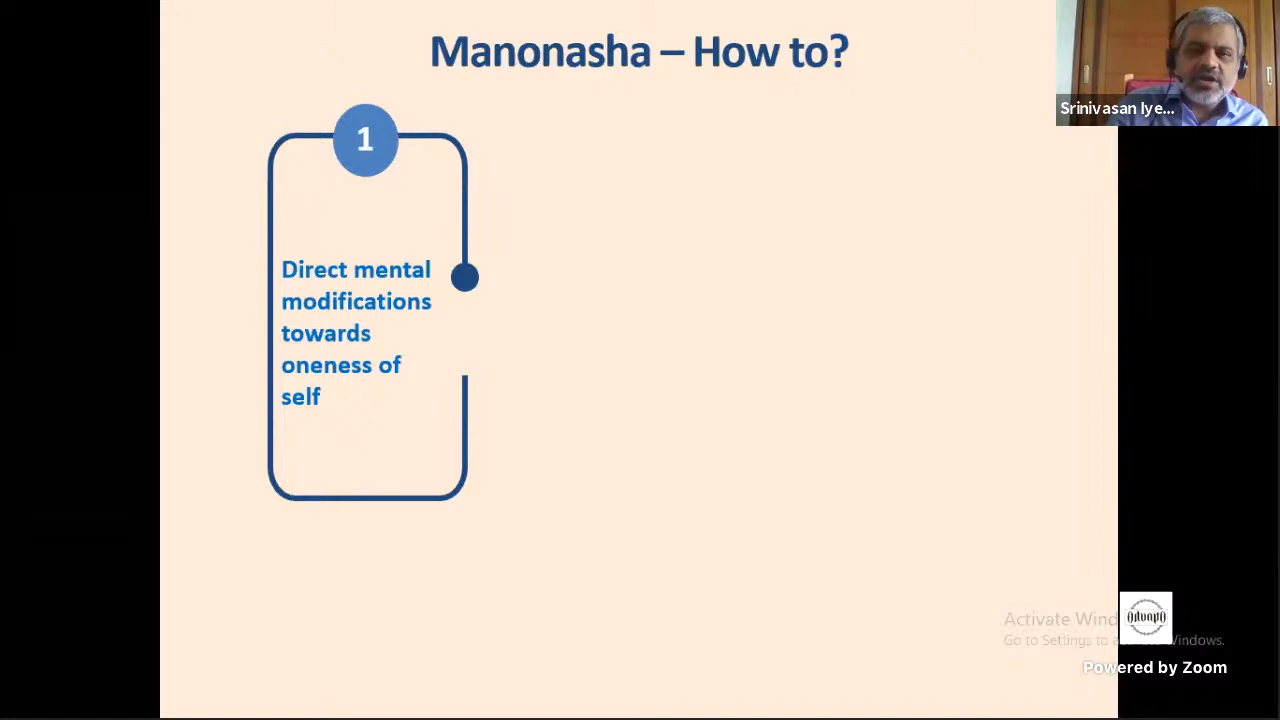 Manonasha – How to?
Srinivasan Iye...
1
Direct mental
modifications
towards
oneness of
self
Activate Wind
Go to Settings to a Windows.
Powered by Zoom